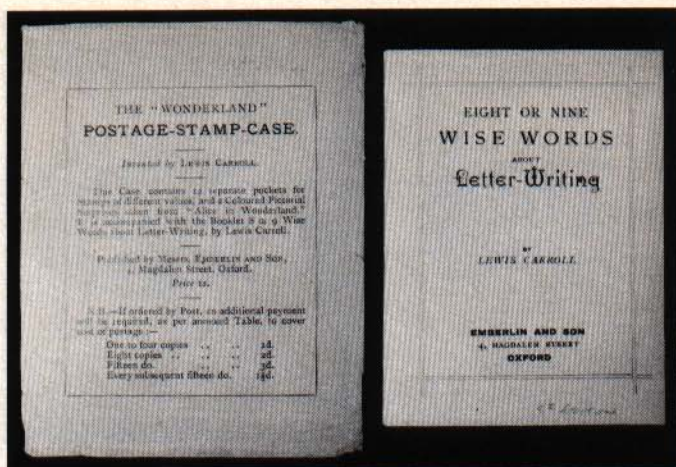 THE "WONDERLAND"
POSTAGE-STAMP-CASE.
Invented by LEWIS CARROLL.
This Case contains 12 separate pockets for
Stamps of different values, and 2 Coloured Pictorial
Surprises taken from "Alice in Wonderland."
It is accompanied with the Booklet 8 or 9 Wise
Words about Letter-Writing, by Lewis Carroll.
Published by Messrs. EMBERLIN AND SON,
4, Magdalen Street, Oxford.
Price 1s.
N.B.—If ordered by Post, an additional payment
will be required, as per annexed Table, to cover
cost of postage :—
One to four copies .. .. 1d.
Eight copies .. .. .. 2d.
Fifteen do. .. .. 3d.
Every subsequent fifteen do. 1½d.
EIGHT OR NINE
WISE WORDS
ABOUT
Letter-Writing
BY
LEWIS CARROLL
EMBERLIN AND SON
4, MAGDALEN STREET
OXFORD